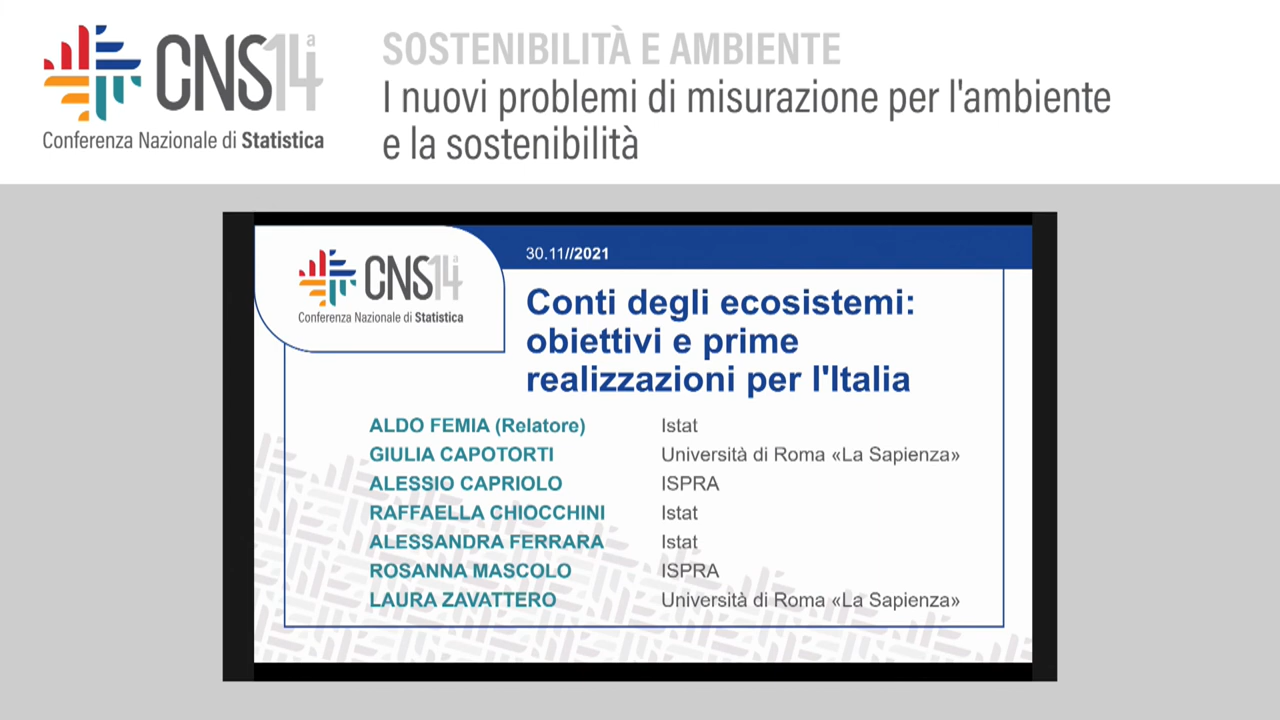 CNS14a
Conferenza Nazionale di Statistica
SOSTENIBILITÀ E AMBIENTE
I nuovi problemi di misurazione per l'ambiente
e la sostenibilità
30.11//2021
CNS14a
Conferenza Nazionale di Statistica
Conti degli ecosistemi:
obiettivi e prime
realizzazioni per l'Italia
ALDO FEMIA (Relatore) Istat
GIULIA CAPOTORTI Università di Roma «La Sapienza»
ALESSIO CAPRIOLO ISPRA
RAFFAELLA CHIOCCHINI Istat
ALESSANDRA FERRARA Istat
ROSANNA MASCOLO ISPRA
LAURA ZAVATTERO Università di Roma «La Sapienza»